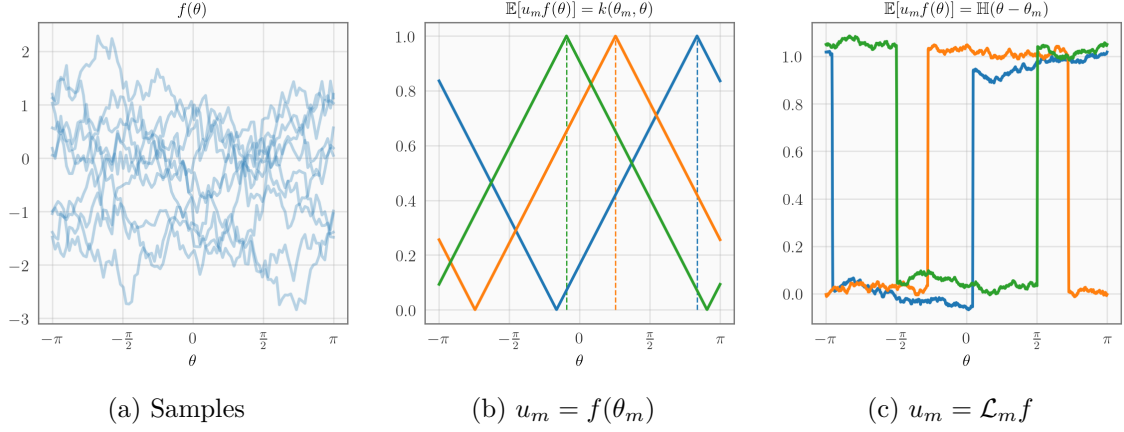 f(θ)
2
1
0
−1
−2
−3
−π
−π/2
0
π/2
π
θ
(a) Samples
𝔼[u_m f(θ)] = k(θ_m, θ)
1.0
0.8
0.6
0.4
0.2
0.0
−π
−π/2
0
π/2
π
θ
(b) u_m = f(θ_m)
𝔼[u_m f(θ)] = ℍ(θ − θ_m)
1.0
0.8
0.6
0.4
0.2
0.0
−π
−π/2
0
π/2
π
θ
(c) u_m = ℒ_m f